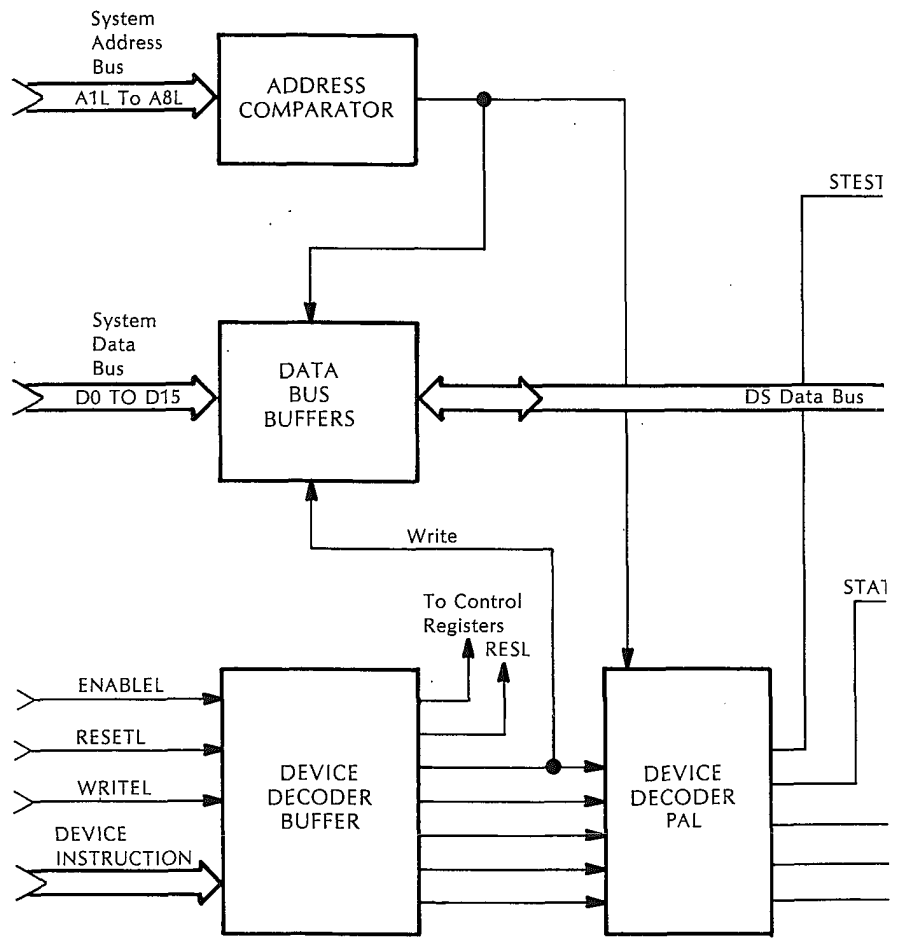 System
Address
Bus
A1L To A8L
ADDRESS
COMPARATOR
STEST
System
Data
Bus
D0 TO D15
DATA
BUS
BUFFERS
DS Data Bus
Write
To Control
Registers
RESL
STAT
ENABLEL
RESETL
WRITEL
DEVICE
INSTRUCTION
DEVICE
DECODER
BUFFER
DEVICE
DECODER
PAL